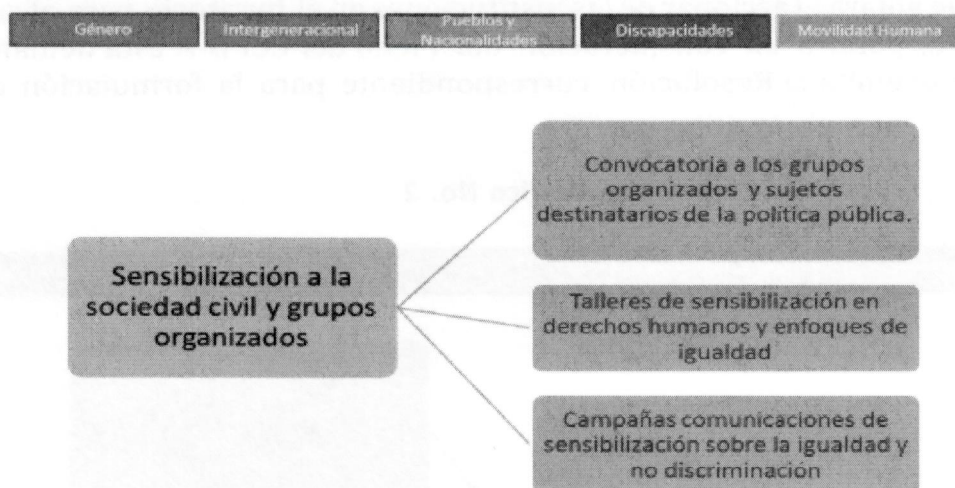 Género
Intergeneracional
Pueblos y
Nacionalidades
Discapacidades
Movilidad Humana
Convocatoria a los grupos
organizados y sujetos
destinatarios de la política pública.
Sensibilización a la
sociedad civil y grupos
organizados
Talleres de sensibilización en
derechos humanos y enfoques de
igualdad
Campañas comunicaciones de
sensibilización sobre la igualdad y
no discriminación